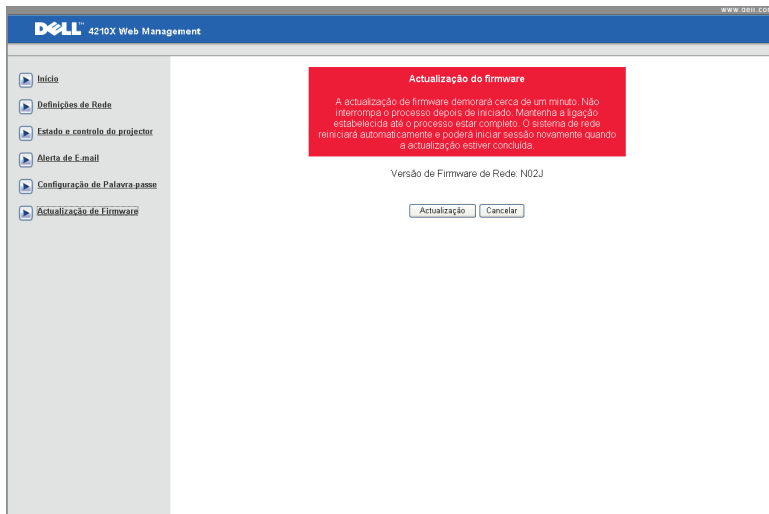 www.dell.com
DELL™ 4210X Web Management
Início
Definições de Rede
Estado e controlo do projector
Alerta de E-mail
Configuração de Palavra-passe
Actualização de Firmware
Actualização do firmware
A actualização de firmware demorará cerca de um minuto. Não
interrompa o processo depois de iniciado. Mantenha a ligação
estabelecida até o processo estar completo. O sistema de rede
reiniciará automaticamente e poderá iniciar sessão novamente quando
a actualização estiver concluída.
Versão de Firmware de Rede: N02J
Actualização Cancelar